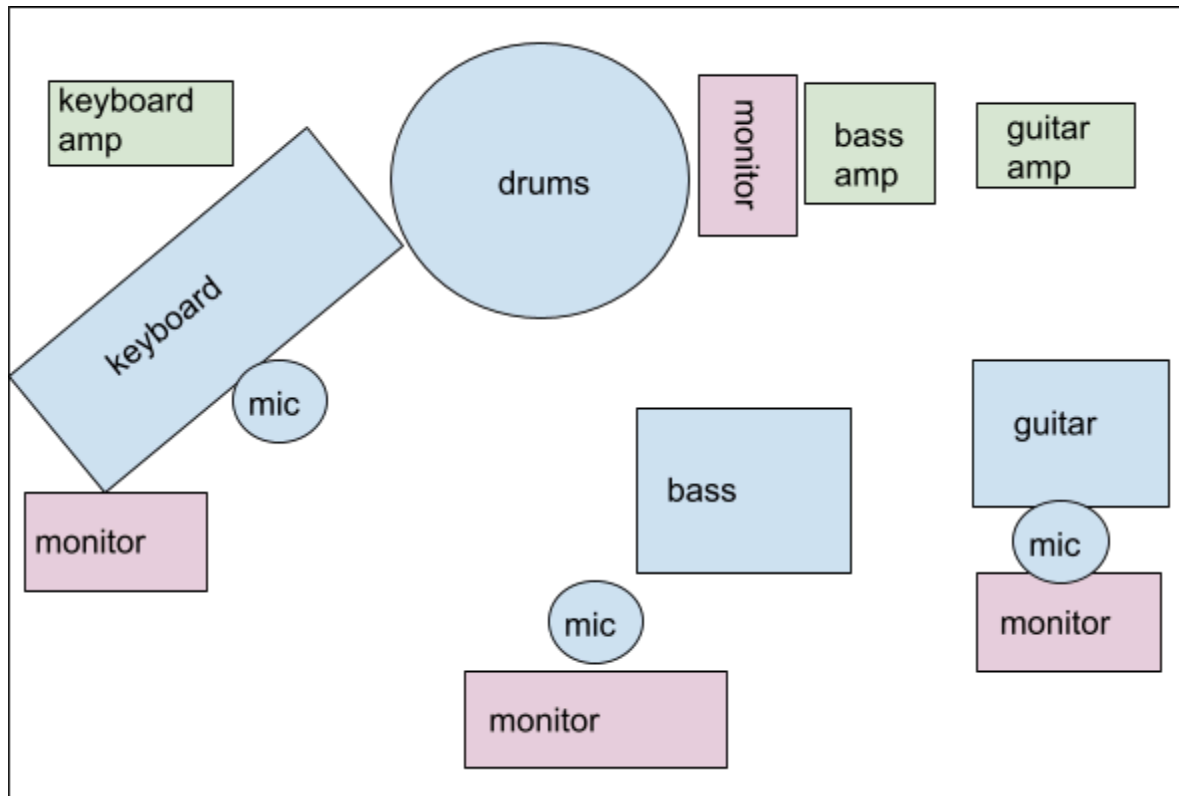 keyboard
amp
drums
monitor
bass
amp
guitar
amp
keyboard
mic
guitar
bass
mic
monitor
mic
monitor
monitor